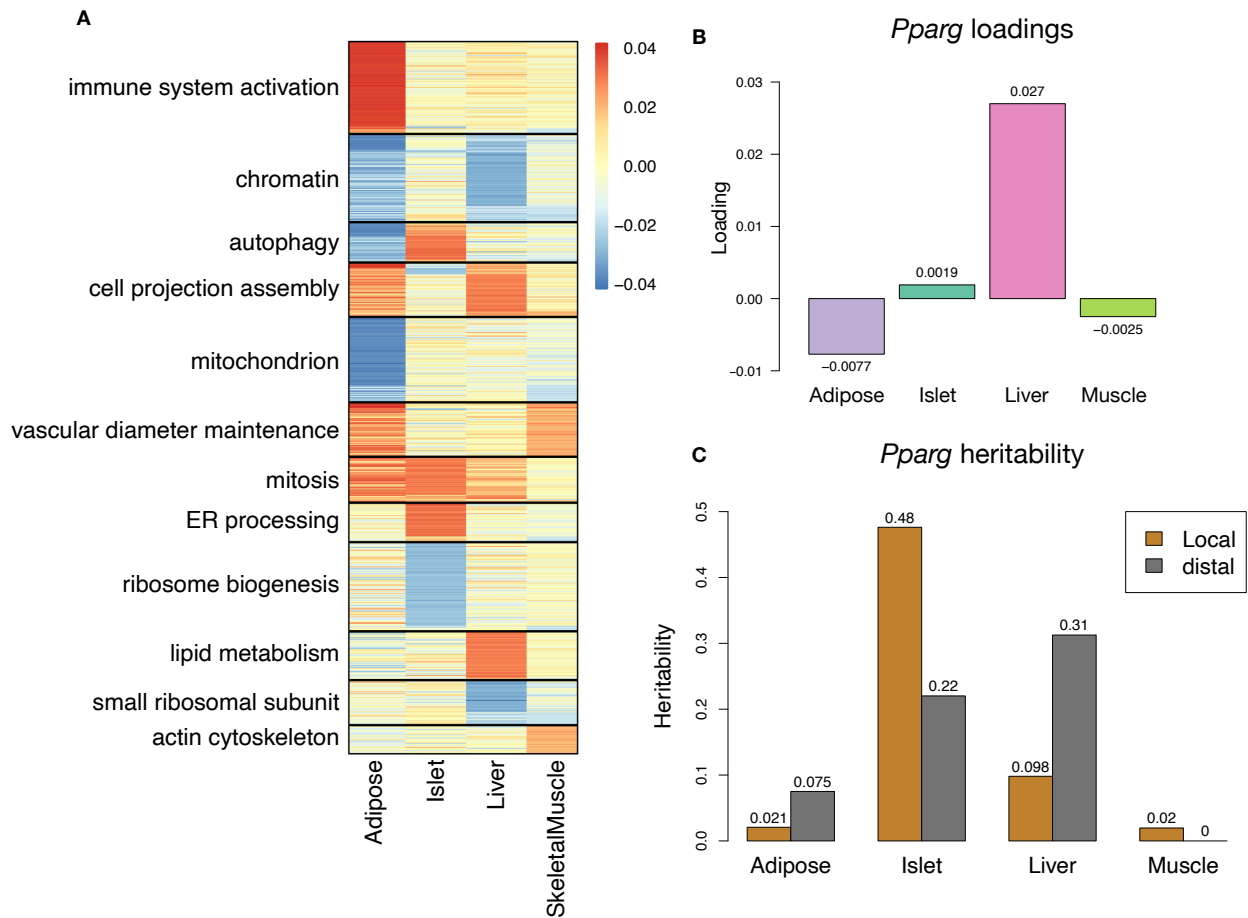 A
immune system activation
chromatin
autophagy
cell projection assembly
mitochondrion
vascular diameter maintenance
mitosis
ER processing
ribosome biogenesis
lipid metabolism
small ribosomal subunit
actin cytoskeleton
Adipose
Islet
Liver
SkeletalMuscle
0.04
0.02
0.00
−0.02
−0.04
B
Pparg loadings
Loading
0.03
0.02
0.01
0.00
−0.01
−0.0077
0.0019
0.027
−0.0025
Adipose Islet Liver Muscle
C
Pparg heritability
Heritability
0.5
0.4
0.3
0.2
0.1
0.0
0.021
0.075
0.48
0.22
0.098
0.31
0.02
0
Local
distal
Adipose Islet Liver Muscle